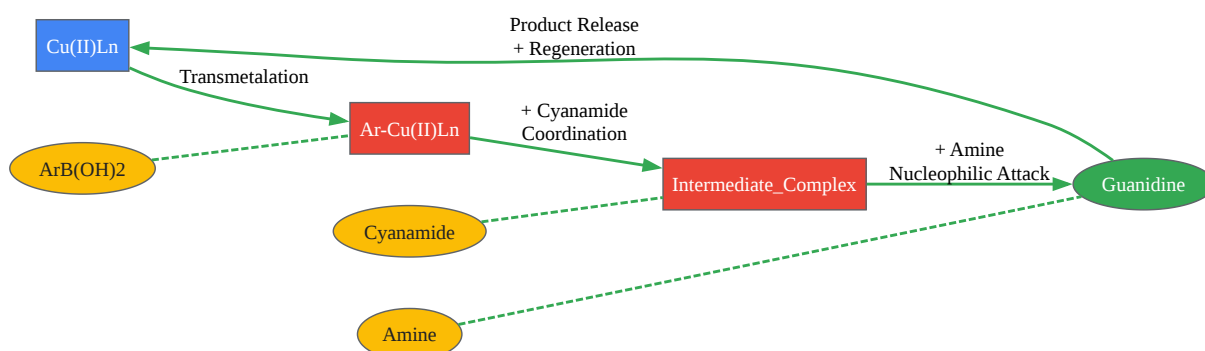 Product Release
+ Regeneration
Cu(II)Ln
Transmetalation
+ Cyanamide
Coordination
Ar-Cu(II)Ln
ArB(OH)2
+ Amine
Nucleophilic Attack
Intermediate_Complex
Guanidine
Cyanamide
Amine